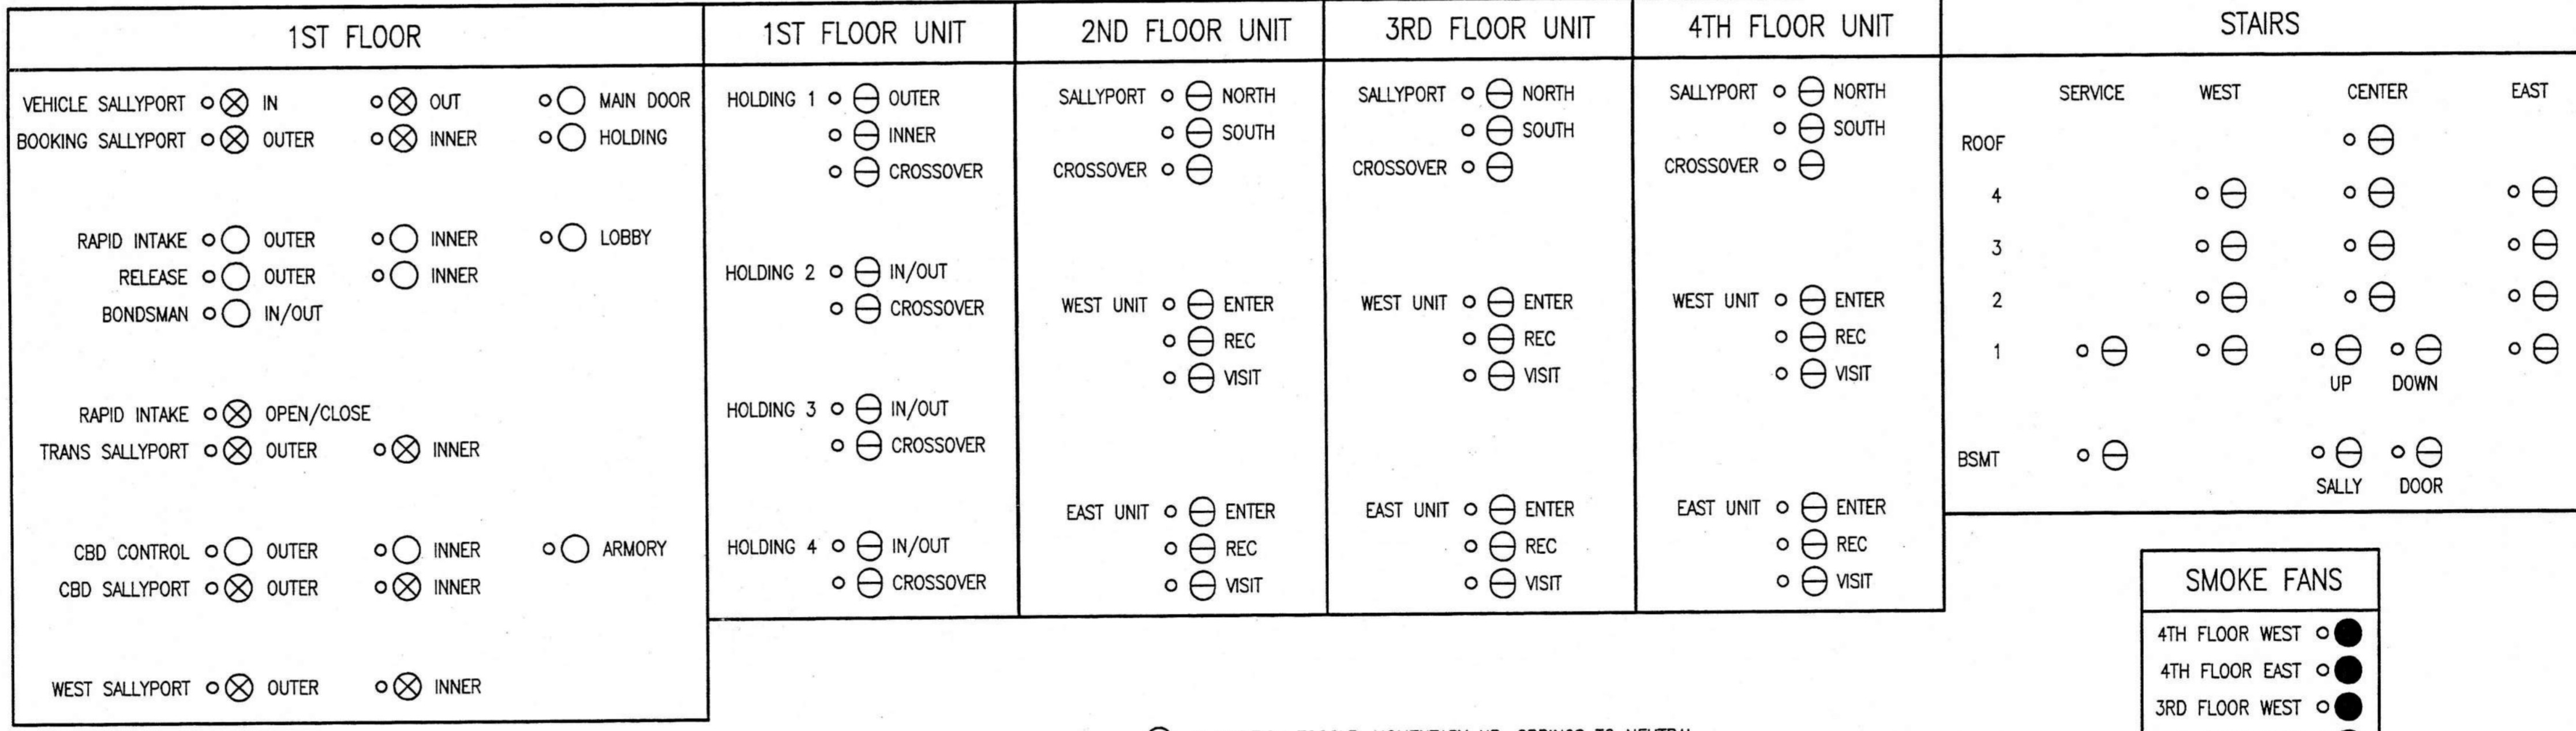 1ST FLOOR
VEHICLE SALLYPORT IN OUT MAIN DOOR
BOOKING SALLYPORT OUTER INNER HOLDING
RAPID INTAKE OUTER INNER LOBBY
RELEASE OUTER INNER
BONDSMAN IN/OUT
RAPID INTAKE OPEN/CLOSE
TRANS SALLYPORT OUTER INNER
CBD CONTROL OUTER INNER ARMORY
CBD SALLYPORT OUTER INNER
WEST SALLYPORT OUTER INNER
1ST FLOOR UNIT
HOLDING 1 OUTER
INNER
CROSSOVER
HOLDING 2 IN/OUT
CROSSOVER
HOLDING 3 IN/OUT
CROSSOVER
HOLDING 4 IN/OUT
CROSSOVER
2ND FLOOR UNIT
SALLYPORT NORTH
SOUTH
CROSSOVER
WEST UNIT ENTER
REC
VISIT
EAST UNIT ENTER
REC
VISIT
3RD FLOOR UNIT
SALLYPORT NORTH
SOUTH
CROSSOVER
WEST UNIT ENTER
REC
VISIT
EAST UNIT ENTER
REC
VISIT
4TH FLOOR UNIT
SALLYPORT NORTH
SOUTH
CROSSOVER
WEST UNIT ENTER
REC
VISIT
EAST UNIT ENTER
REC
VISIT
STAIRS
SERVICE WEST CENTER EAST
ROOF
4
3
2
1
UP DOWN
BSMT
SALLY DOOR
SMOKE FANS
4TH FLOOR WEST
4TH FLOOR EAST
3RD FLOOR WEST